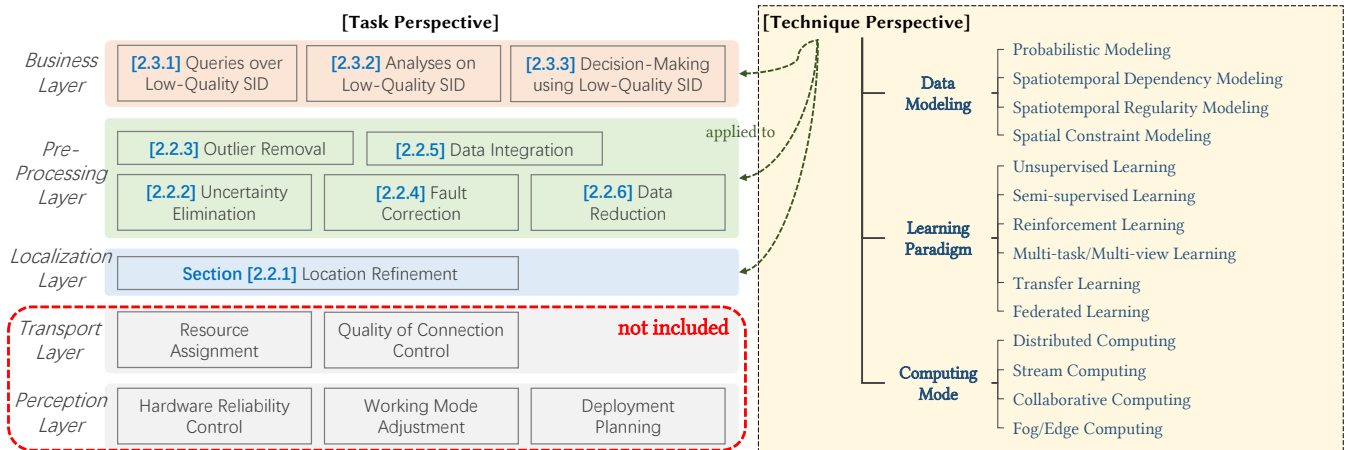 [Task Perspective]
Business
Layer
[2.3.1] Queries over
Low-Quality SID
[2.3.2] Analyses on
Low-Quality SID
[2.3.3] Decision-Making
using Low-Quality SID
Pre-
Processing
Layer
[2.2.3] Outlier Removal
[2.2.5] Data Integration
[2.2.2] Uncertainty
Elimination
[2.2.4] Fault
Correction
[2.2.6] Data
Reduction
Localization
Layer
Section [2.2.1] Location Refinement
Transport
Layer
Resource
Assignment
Quality of Connection
Control
not included
Perception
Layer
Hardware Reliability
Control
Working Mode
Adjustment
Deployment
Planning
applied to
[Technique Perspective]
Data
Modeling
Probabilistic Modeling
Spatiotemporal Dependency Modeling
Spatiotemporal Regularity Modeling
Spatial Constraint Modeling
Learning
Paradigm
Unsupervised Learning
Semi-supervised Learning
Reinforcement Learning
Multi-task/Multi-view Learning
Transfer Learning
Federated Learning
Computing
Mode
Distributed Computing
Stream Computing
Collaborative Computing
Fog/Edge Computing